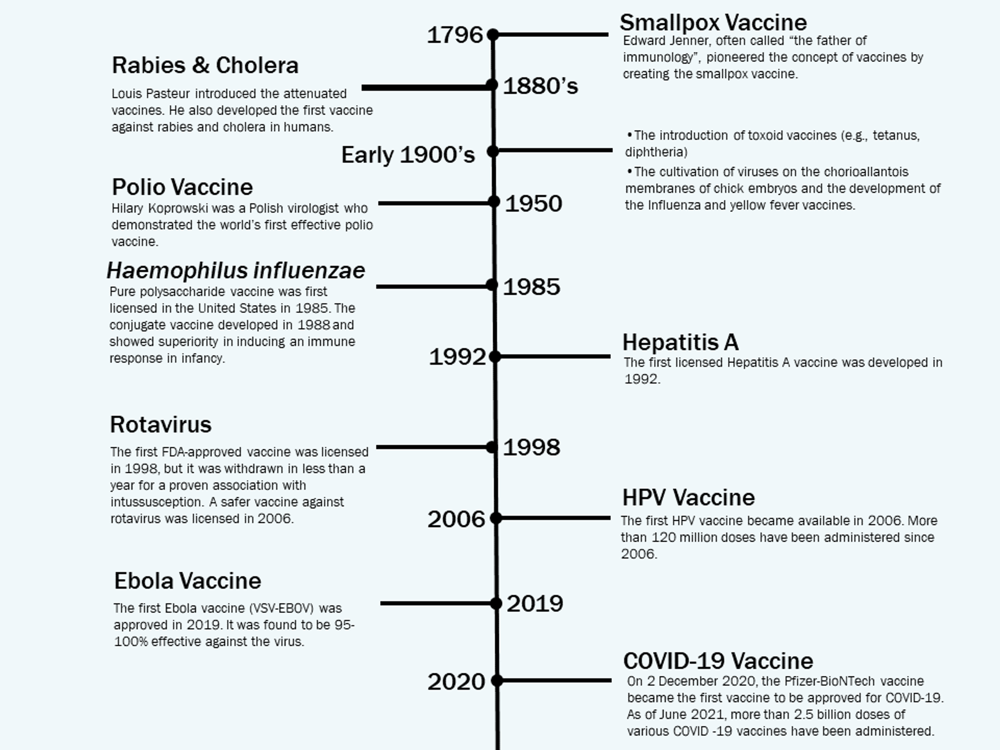 1796
Smallpox Vaccine
Edward Jenner, often called “the father of
immunology”, pioneered the concept of vaccines by
creating the smallpox vaccine.
Rabies & Cholera
Louis Pasteur introduced the attenuated
vaccines. He also developed the first vaccine
against rabies and cholera in humans.
1880’s
Early 1900’s
•The introduction of toxoid vaccines (e.g., tetanus,
diphtheria)
•The cultivation of viruses on the chorioallantois
membranes of chick embryos and the development of
the Influenza and yellow fever vaccines.
Polio Vaccine
Hilary Koprowski was a Polish virologist who
demonstrated the world’s first effective polio
vaccine.
1950
Haemophilus influenzae
Pure polysaccharide vaccine was first
licensed in the United States in 1985. The
conjugate vaccine developed in 1988 and
showed superiority in inducing an immune
response in infancy.
1985
1992
Hepatitis A
The first licensed Hepatitis A vaccine was developed in
1992.
Rotavirus
The first FDA-approved vaccine was licensed
in 1998, but it was withdrawn in less than a
year for a proven association with
intussusception. A safer vaccine against
rotavirus was licensed in 2006.
1998
2006
HPV Vaccine
The first HPV vaccine became available in 2006. More
than 120 million doses have been administered since
2006.
Ebola Vaccine
The first Ebola vaccine (VSV-EBOV) was
approved in 2019. It was found to be 95-
100% effective against the virus.
2019
2020
COVID-19 Vaccine
On 2 December 2020, the Pfizer-BioNTech vaccine
became the first vaccine to be approved for COVID-19.
As of June 2021, more than 2.5 billion doses of
various COVID -19 vaccines have been administered.